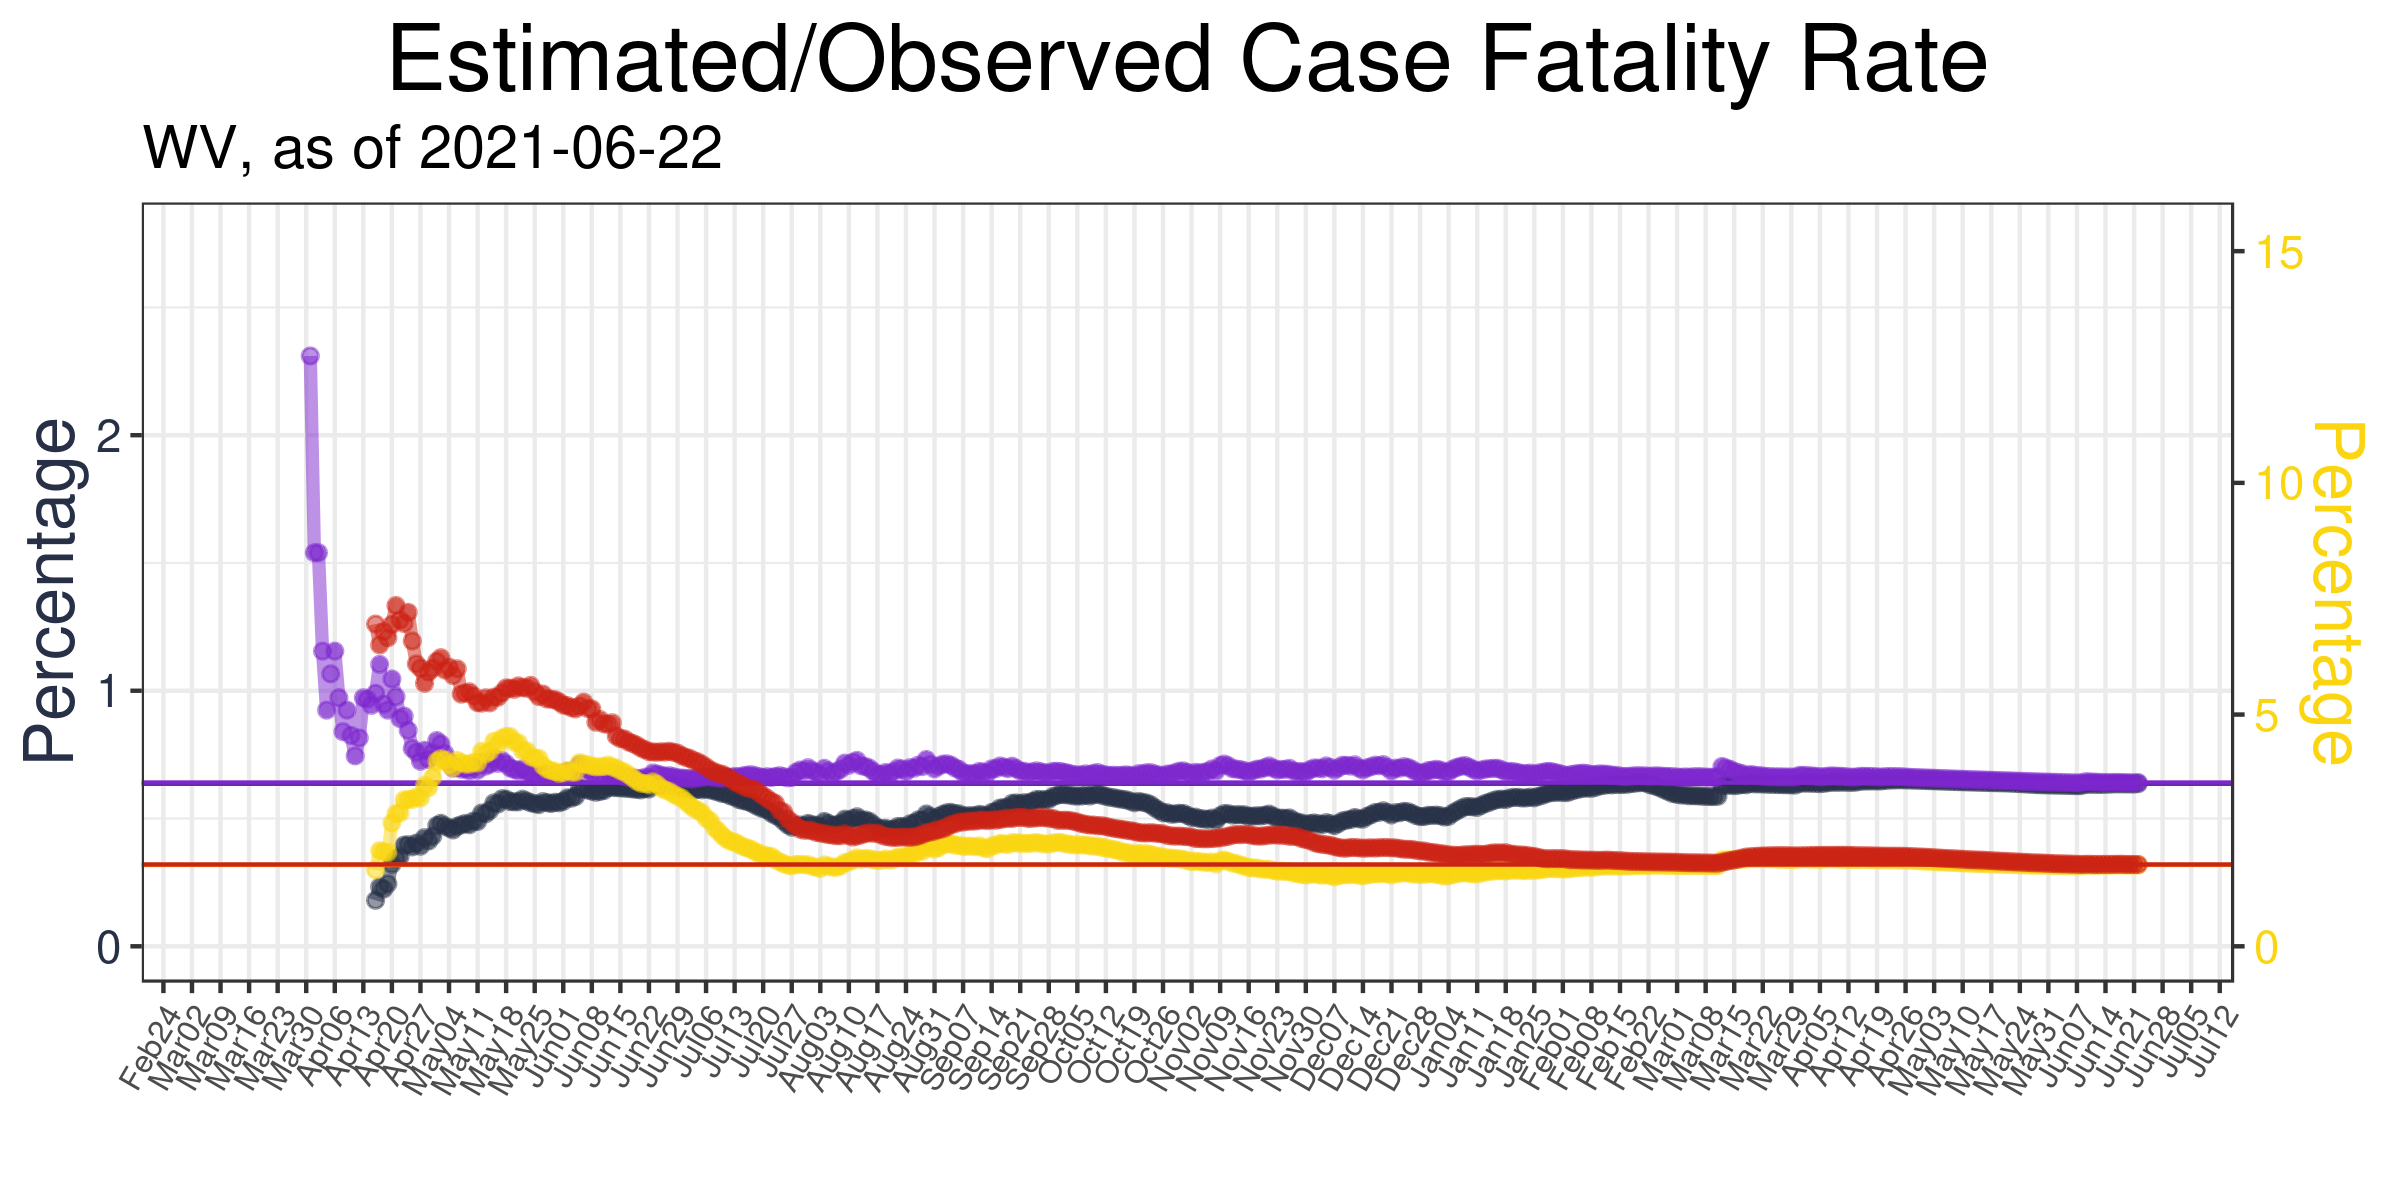 Estimated/Observed Case Fatality Rate
WV, as of 2021-06-22
Percentage
2
1
0
15
10
5
0
Percentage
Feb24
Mar02
Mar09
Mar16
Mar23
Mar30
Apr06
Apr13
Apr20
Apr27
May04
May11
May18
May25
Jun01
Jun08
Jun15
Jun22
Jun29
Jul06
Jul13
Jul20
Jul27
Aug03
Aug10
Aug17
Aug24
Aug31
Sep07
Sep14
Sep21
Sep28
Oct05
Oct12
Oct19
Oct26
Nov02
Nov09
Nov16
Nov23
Nov30
Dec07
Dec14
Dec21
Dec28
Jan04
Jan11
Jan18
Jan25
Feb01
Feb08
Feb15
Feb22
Mar01
Mar08
Mar15
Mar22
Mar29
Apr05
Apr12
Apr19
Apr26
May03
May10
May17
May24
May31
Jun07
Jun14
Jun21
Jun28
Jul05
Jul12